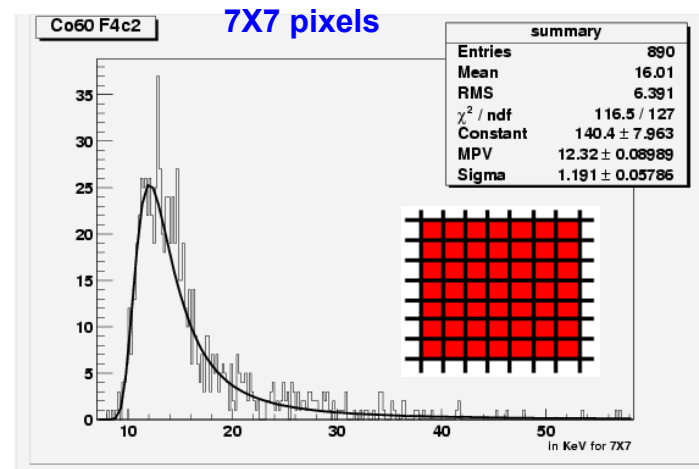 Co60 F4c2
7X7 pixels
summary
Entries 890
Mean 16.01
RMS 6.391
χ² / ndf 116.5 / 127
Constant 140.4 ± 7.963
MPV 12.32 ± 0.08989
Sigma 1.191 ± 0.05786
35
30
25
20
15
10
5
0
10 20 30 40 50
in KeV for 7X7